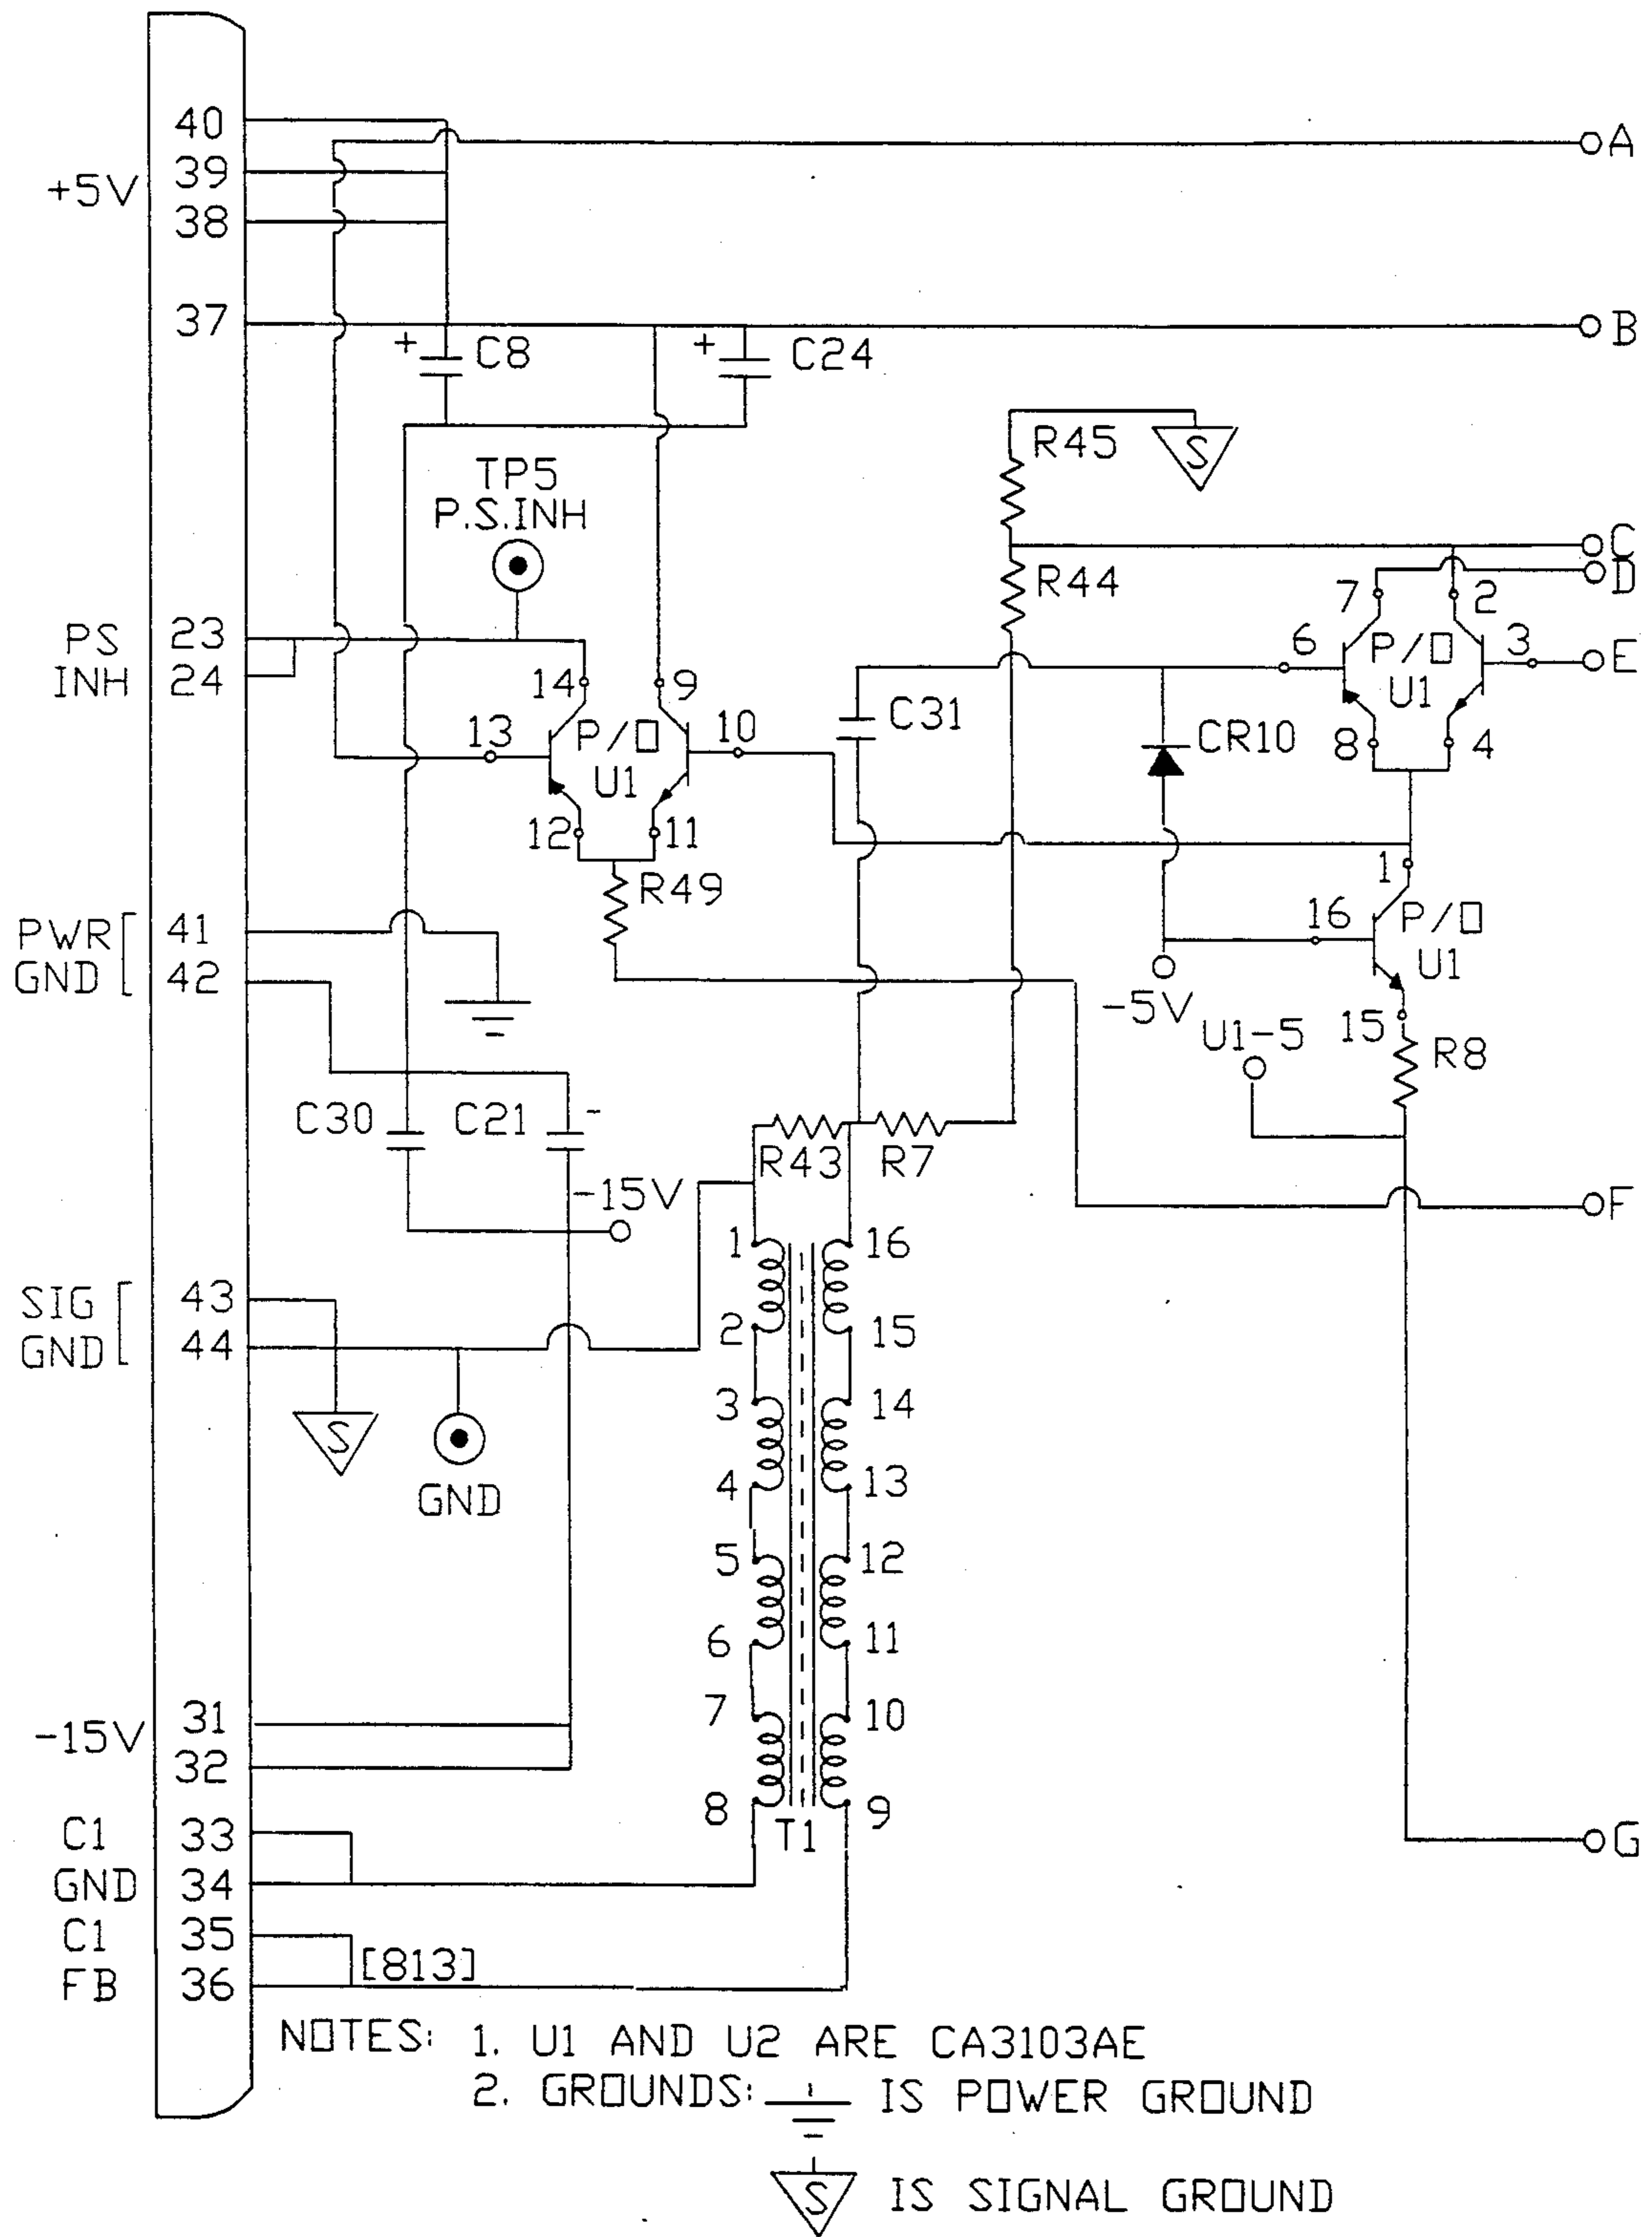 40
A
39
+5V
38
37
B
+
C8
+
C24
R45
S
TP5
P.S.INH
C
R44
D
7
2
PS
23
6
P/O
3
E
INH
24
14
9
U1
C31
13
P/O
10
8
4
CR10
U1
12
11
1
R49
16
P/O
PWR
41
U1
GND
42
-5V
15
U1-5
R8
C30
C21
-
R43
R7
-15V
F
1
16
SIG
43
2
15
GND
44
3
14
S
4
13
GND
5
12
6
11
7
10
-15V
31
32
8
9
C1
33
T1
G
GND
34
C1
35
[813]
FB
36
NOTES: 1. U1 AND U2 ARE CA3103AE
2. GROUNDS: IS POWER GROUND
S IS SIGNAL GROUND